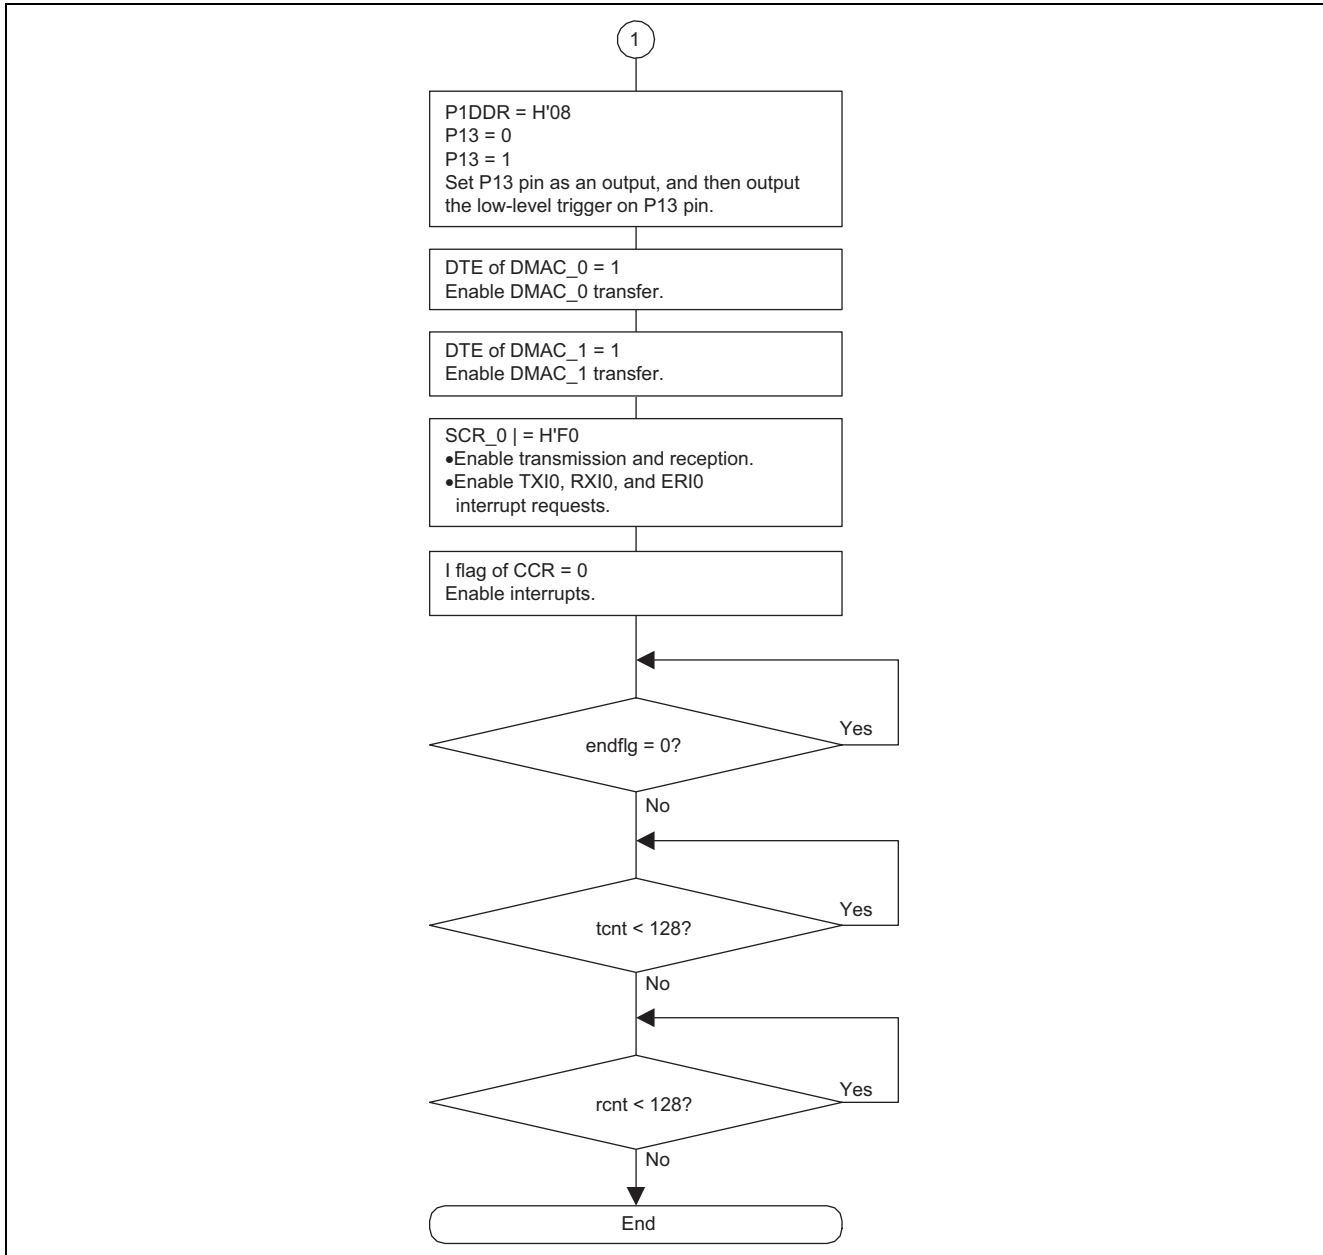 1
P1DDR = H'08
P13 = 0
P13 = 1
Set P13 pin as an output, and then output
the low-level trigger on P13 pin.
DTE of DMAC_0 = 1
Enable DMAC_0 transfer.
DTE of DMAC_1 = 1
Enable DMAC_1 transfer.
SCR_0 | = H'F0
•Enable transmission and reception.
•Enable TXI0, RXI0, and ERI0
interrupt requests.
I flag of CCR = 0
Enable interrupts.
endflg = 0?
Yes
No
tcnt < 128?
Yes
No
rcnt < 128?
Yes
No
End